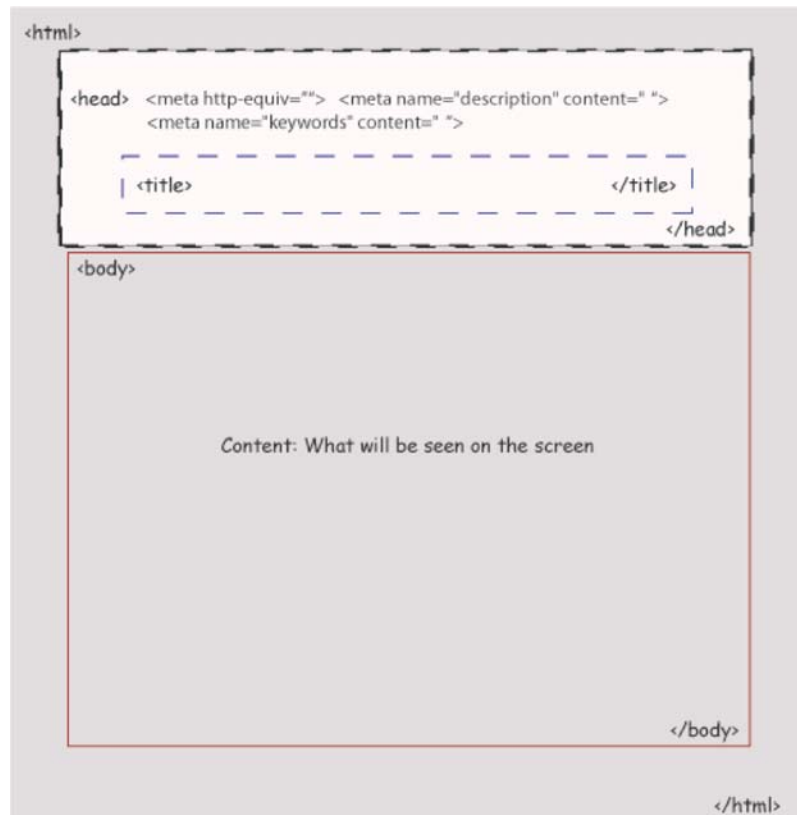 <html>
<head> <meta http-equiv=""> <meta name="description" content=" ">
<meta name="keywords" content=" ">
<title> </title>
</head>
<body>
Content: What will be seen on the screen
</body>
</html>